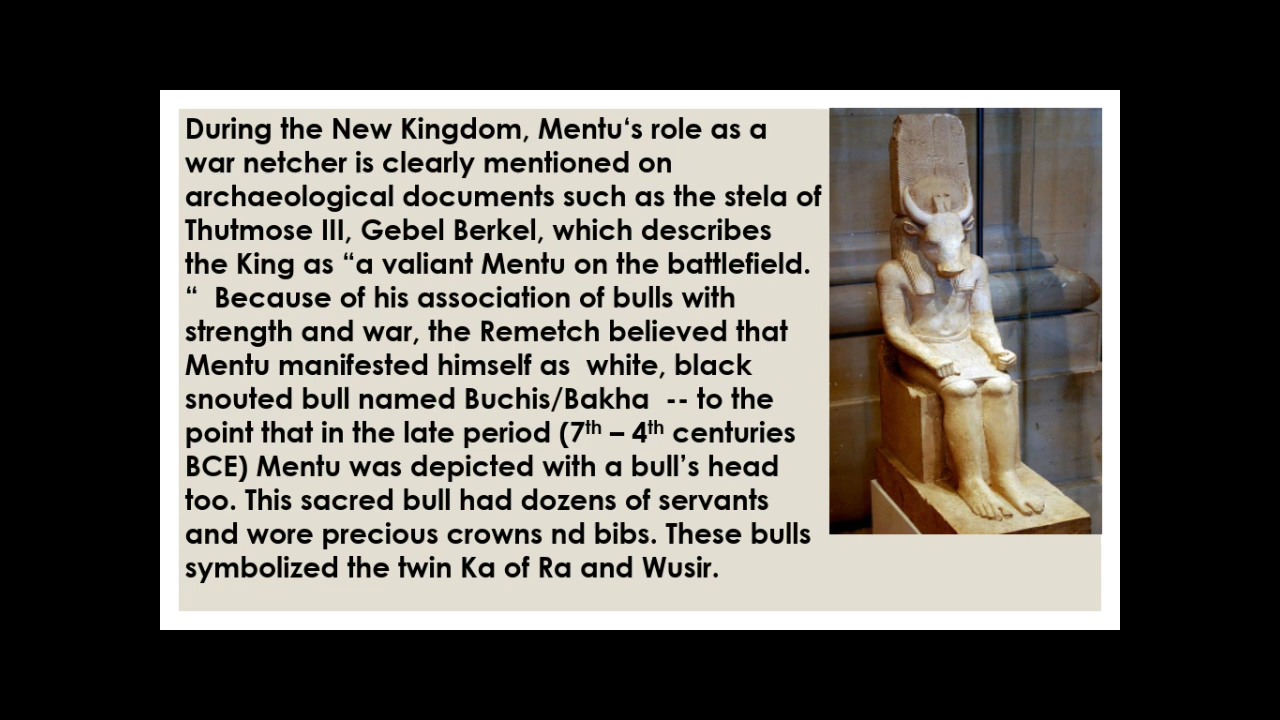 During the New Kingdom, Mentu‘s role as a
war netcher is clearly mentioned on
archaeological documents such as the stela of
Thutmose III, Gebel Berkel, which describes
the King as “a valiant Mentu on the battlefield.
“  Because of his association of bulls with
strength and war, the Remetch believed that
Mentu manifested himself as  white, black
snouted bull named Buchis/Bakha  -- to the
point that in the late period (7th – 4th centuries
BCE) Mentu was depicted with a bull’s head
too. This sacred bull had dozens of servants
and wore precious crowns nd bibs. These bulls
symbolized the twin Ka of Ra and Wusir.